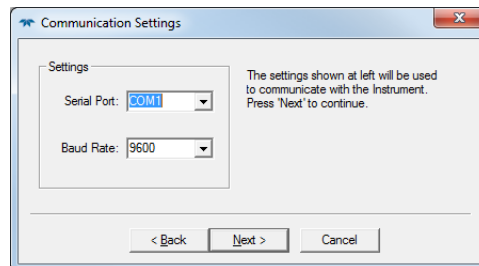 Communication Settings
Settings
Serial Port: COM1
Baud Rate: 9600
The settings shown at left will be used
to communicate with the Instrument.
Press 'Next' to continue.
< Back
Next >
Cancel